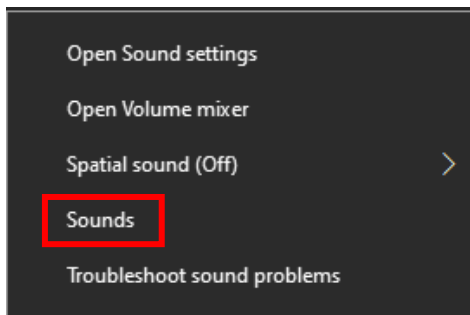 Open Sound settings
Open Volume mixer
Spatial sound (Off)
Sounds
Troubleshoot sound problems